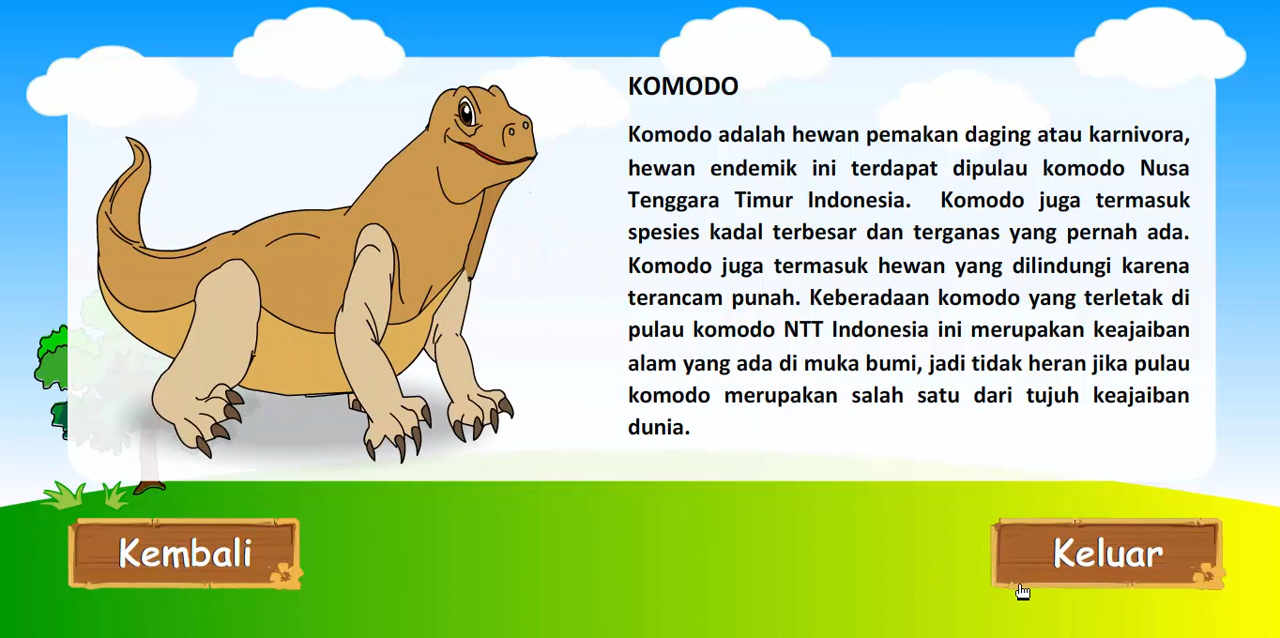 KOMODO
Komodo adalah hewan pemakan daging atau karnivora,
hewan endemik ini terdapat dipulau komodo Nusa
Tenggara Timur Indonesia. Komodo juga termasuk
spesies kadal terbesar dan terganas yang pernah ada.
Komodo juga termasuk hewan yang dilindungi karena
terancam punah. Keberadaan komodo yang terletak di
pulau komodo NTT Indonesia ini merupakan keajaiban
alam yang ada di muka bumi, jadi tidak heran jika pulau
komodo merupakan salah satu dari tujuh keajaiban
dunia.
Kembali
Keluar